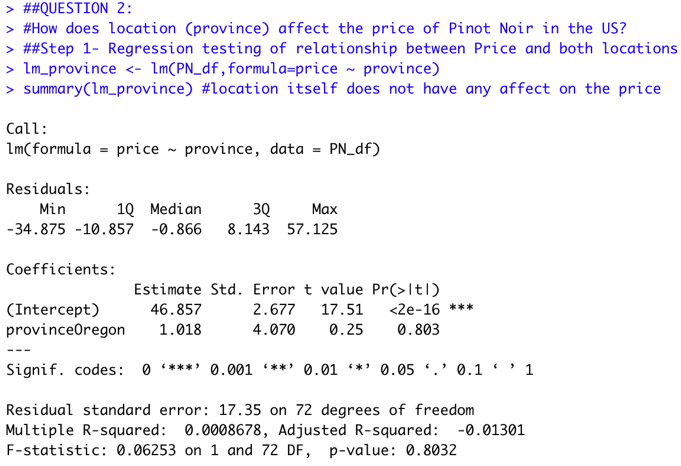 > ##QUESTION 2:
> #How does location (province) affect the price of Pinot Noir in the US?
> ##Step 1- Regression testing of relationship between Price and both locations
> lm_province <- lm(PN_df,formula=price ~ province)
> summary(lm_province) #location itself does not have any affect on the price
Call:
lm(formula = price ~ province, data = PN_df)
Residuals:
    Min      1Q  Median      3Q     Max
-34.875 -10.857  -0.866   8.143  57.125
Coefficients:
               Estimate Std. Error t value Pr(>|t|)
(Intercept)      46.857      2.677   17.51   <2e-16 ***
provinceOregon    1.018      4.070    0.25    0.803
---
Signif. codes:  0 ‘***’ 0.001 ‘**’ 0.01 ‘*’ 0.05 ‘.’ 0.1 ‘ ’ 1
Residual standard error: 17.35 on 72 degrees of freedom
Multiple R-squared:  0.0008678, Adjusted R-squared:  -0.01301
F-statistic: 0.06253 on 1 and 72 DF,  p-value: 0.8032